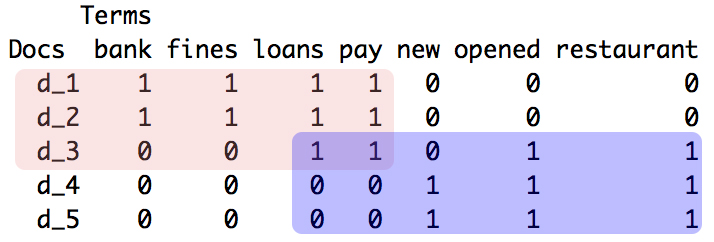 Terms
Docs bank fines loans pay new opened restaurant
d_1 1 1 1 1 0 0 0
d_2 1 1 1 1 0 0 0
d_3 0 0 1 1 0 1 1
d_4 0 0 0 0 1 1 1
d_5 0 0 0 0 1 1 1